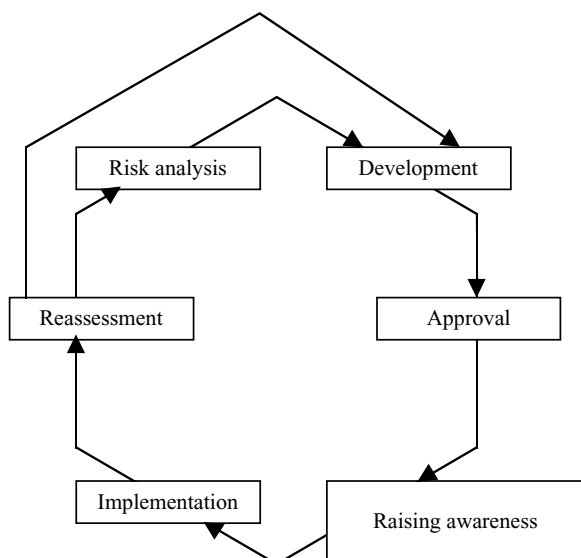 Risk analysis
Development
Reassessment
Approval
Implementation
Raising awareness